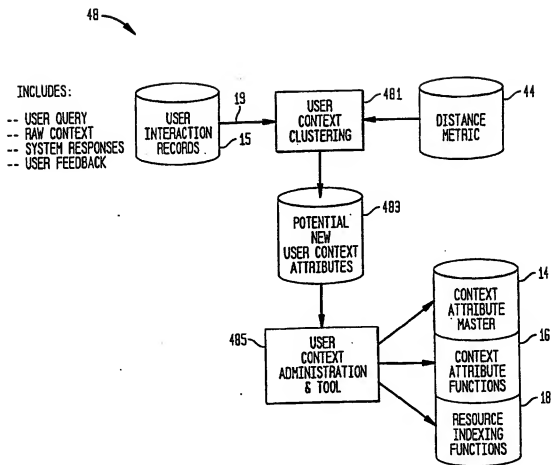 48
INCLUDES:
-- USER QUERY
-- RAW CONTEXT
-- SYSTEM RESPONSES
-- USER FEEDBACK
USER
INTERACTION
RECORDS
15
19
USER
CONTEXT
CLUSTERING
481
DISTANCE
METRIC
44
POTENTIAL
NEW
USER CONTEXT
ATTRIBUTES
483
485
USER
CONTEXT
ADMINISTRATION
& TOOL
14
CONTEXT
ATTRIBUTE
MASTER
16
CONTEXT
ATTRIBUTE
FUNCTIONS
18
RESOURCE
INDEXING
FUNCTIONS